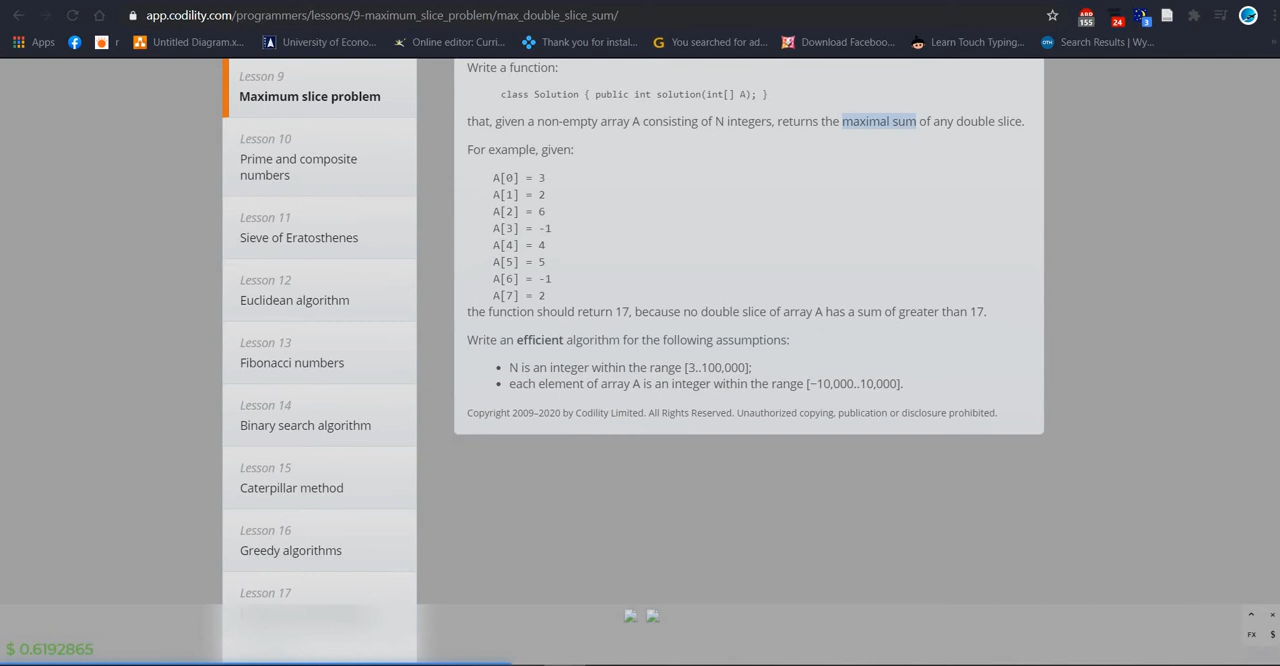 app.codility.com/programmers/lessons/9-maximum_slice_problem/max_double_slice_sum/
ABD
155
24
3
Apps
r
Untitled Diagram.x...
University of Econo...
Online editor: Curri...
Thank you for instal...
You searched for ad...
Download Faceboo...
Learn Touch Typing...
OTH
Search Results | Wy...
Lesson 9
Maximum slice problem
Lesson 10
Prime and composite
numbers
Lesson 11
Sieve of Eratosthenes
Lesson 12
Euclidean algorithm
Lesson 13
Fibonacci numbers
Lesson 14
Binary search algorithm
Lesson 15
Caterpillar method
Lesson 16
Greedy algorithms
Lesson 17
Write a function:
class Solution { public int solution(int[] A); }
that, given a non-empty array A consisting of N integers, returns the maximal sum of any double slice.
For example, given:
A[0] = 3
A[1] = 2
A[2] = 6
A[3] = -1
A[4] = 4
A[5] = 5
A[6] = -1
A[7] = 2
the function should return 17, because no double slice of array A has a sum of greater than 17.
Write an efficient algorithm for the following assumptions:
• N is an integer within the range [3..100,000];
• each element of array A is an integer within the range [−10,000..10,000].
Copyright 2009–2020 by Codility Limited. All Rights Reserved. Unauthorized copying, publication or disclosure prohibited.
FX $
$ 0.6192865